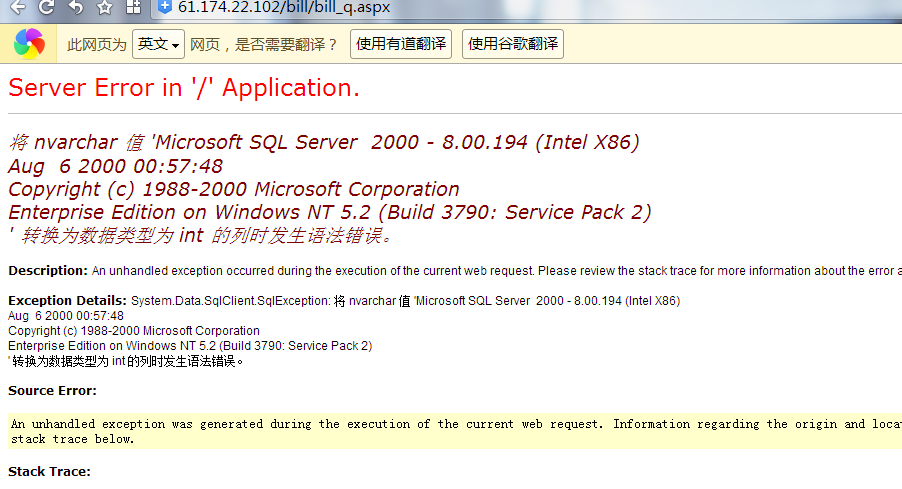 61.174.22.102/bill/bill_q.aspx
此网页为 英文 网页，是否需要翻译？ 使用有道翻译 使用谷歌翻译
Server Error in '/' Application.
将 nvarchar 值 'Microsoft SQL Server  2000 - 8.00.194 (Intel X86)
Aug  6 2000 00:57:48
Copyright (c) 1988-2000 Microsoft Corporation
Enterprise Edition on Windows NT 5.2 (Build 3790: Service Pack 2)
' 转换为数据类型为 int 的列时发生语法错误。
Description: An unhandled exception occurred during the execution of the current web request. Please review the stack trace for more information about the error a
Exception Details: System.Data.SqlClient.SqlException: 将 nvarchar 值 'Microsoft SQL Server  2000 - 8.00.194 (Intel X86)
Aug  6 2000 00:57:48
Copyright (c) 1988-2000 Microsoft Corporation
Enterprise Edition on Windows NT 5.2 (Build 3790: Service Pack 2)
' 转换为数据类型为 int 的列时发生语法错误。
Source Error:
An unhandled exception was generated during the execution of the current web request. Information regarding the origin and loca
stack trace below.
Stack Trace: